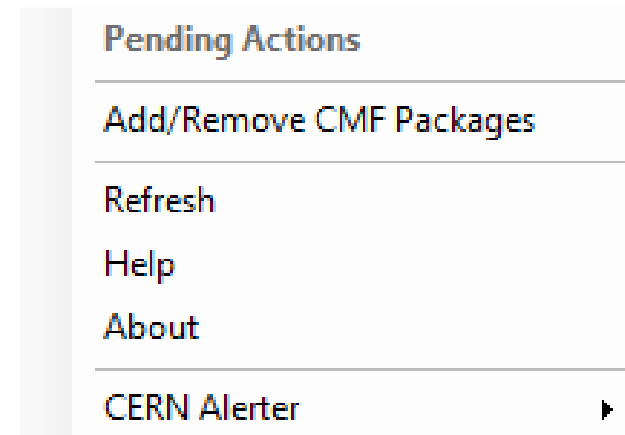 Pending Actions
Add/Remove CMF Packages
Refresh
Help
About
CERN Alerter